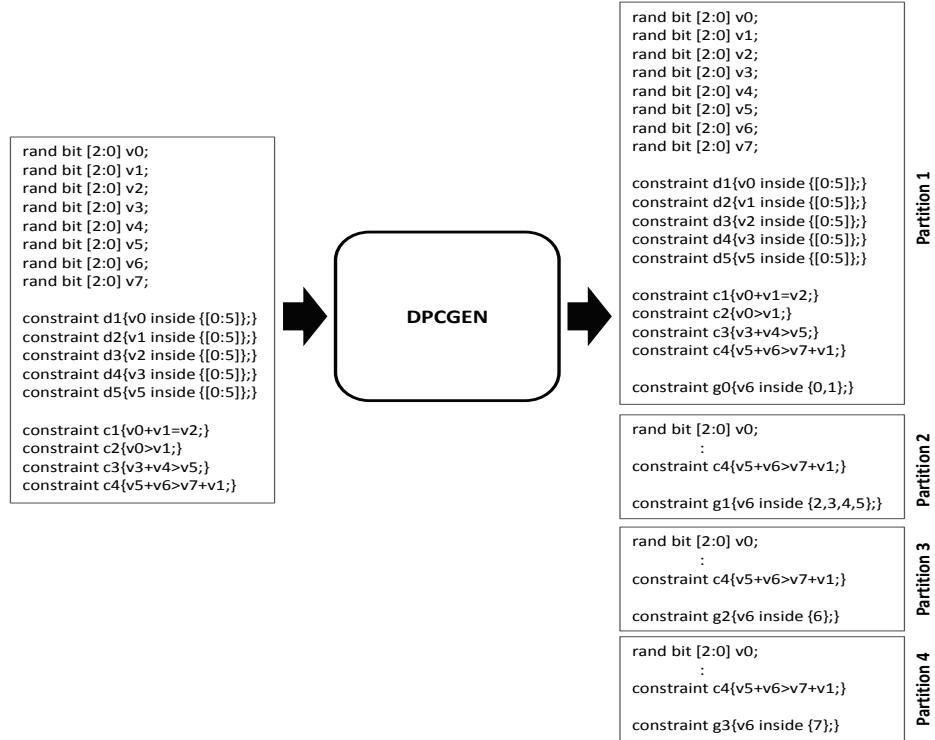 rand bit [2:0] v0;
rand bit [2:0] v1;
rand bit [2:0] v2;
rand bit [2:0] v3;
rand bit [2:0] v4;
rand bit [2:0] v5;
rand bit [2:0] v6;
rand bit [2:0] v7;
constraint d1{v0 inside {[0:5]};}
constraint d2{v1 inside {[0:5]};}
constraint d3{v2 inside {[0:5]};}
constraint d4{v3 inside {[0:5]};}
constraint d5{v5 inside {[0:5]};}
constraint c1{v0+v1=v2;}
constraint c2{v0>v1;}
constraint c3{v3+v4>v5;}
constraint c4{v5+v6>v7+v1;}
DPCGEN
rand bit [2:0] v0;
rand bit [2:0] v1;
rand bit [2:0] v2;
rand bit [2:0] v3;
rand bit [2:0] v4;
rand bit [2:0] v5;
rand bit [2:0] v6;
rand bit [2:0] v7;
constraint d1{v0 inside {[0:5]};}
constraint d2{v1 inside {[0:5]};}
constraint d3{v2 inside {[0:5]};}
constraint d4{v3 inside {[0:5]};}
constraint d5{v5 inside {[0:5]};}
constraint c1{v0+v1=v2;}
constraint c2{v0>v1;}
constraint c3{v3+v4>v5;}
constraint c4{v5+v6>v7+v1;}
constraint g0{v6 inside {0,1};}
Partition 1
rand bit [2:0] v0;
:
constraint c4{v5+v6>v7+v1;}
constraint g1{v6 inside {2,3,4,5};}
Partition 2
rand bit [2:0] v0;
:
constraint c4{v5+v6>v7+v1;}
constraint g2{v6 inside {6};}
Partition 3
rand bit [2:0] v0;
:
constraint c4{v5+v6>v7+v1;}
constraint g3{v6 inside {7};}
Partition 4